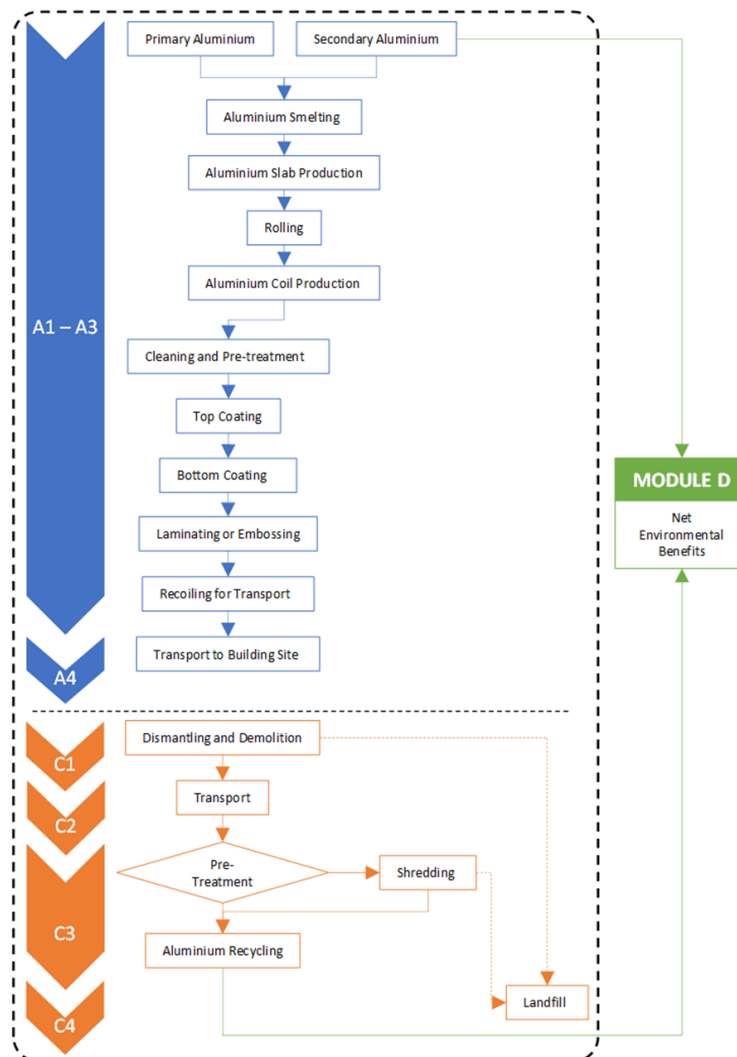 Primary Aluminium
Secondary Aluminium
Aluminium Smelting
Aluminium Slab Production
Rolling
Aluminium Coil Production
A1 – A3
Cleaning and Pre-treatment
Top Coating
Bottom Coating
MODULE D
Net
Environmental
Benefits
Laminating or Embossing
Recoiling for Transport
Transport to Building Site
A4
Dismantling and Demolition
C1
Transport
C2
Pre-
Treatment
Shredding
C3
Aluminium Recycling
Landfill
C4